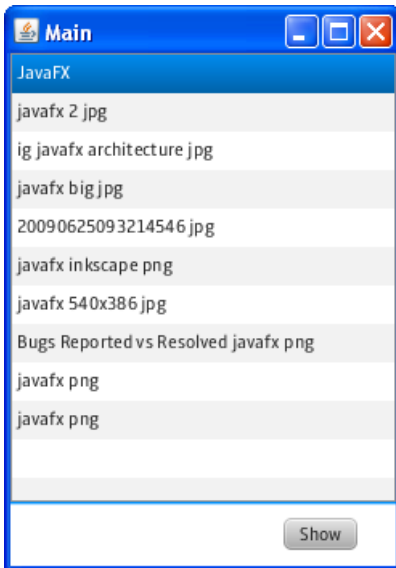 Main
JavaFX
javafx 2 jpg
ig javafx architecture jpg
javafx big jpg
20090625093214546 jpg
javafx inkscape png
javafx 540x386 jpg
Bugs Reported vs Resolved javafx png
javafx png
javafx png
Show